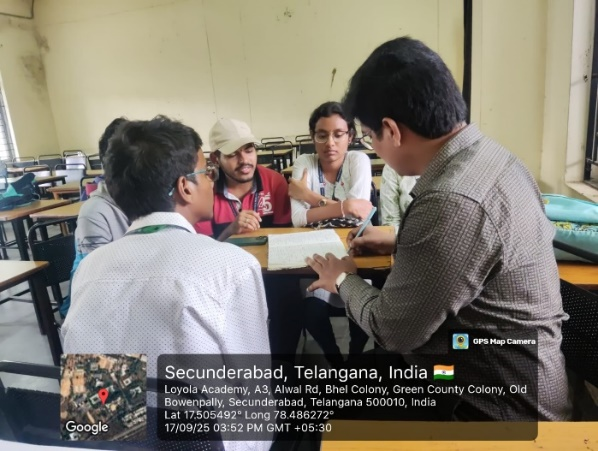 GPS Map Camera
Secunderabad, Telangana, India 🇮🇳
Loyola Academy, A3, Alwal Rd, Bhel Colony, Green County Colony, Old
Bowenpally, Secunderabad, Telangana 500010, India
Lat 17.505492° Long 78.486272°
17/09/25 03:52 PM GMT +05:30
Google